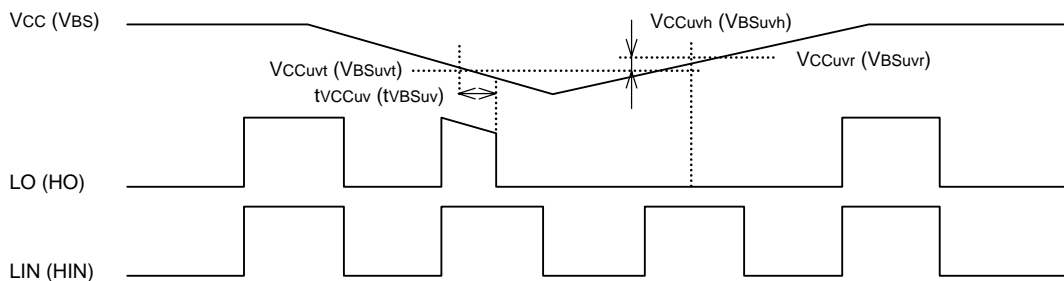 VCC (VBS)
VCCuvh (VBSuvh)
VCCuvr (VBSuvr)
VCCuvt (VBSuvt)
tVCCuv (tVBSuv)
LO (HO)
LIN (HIN)